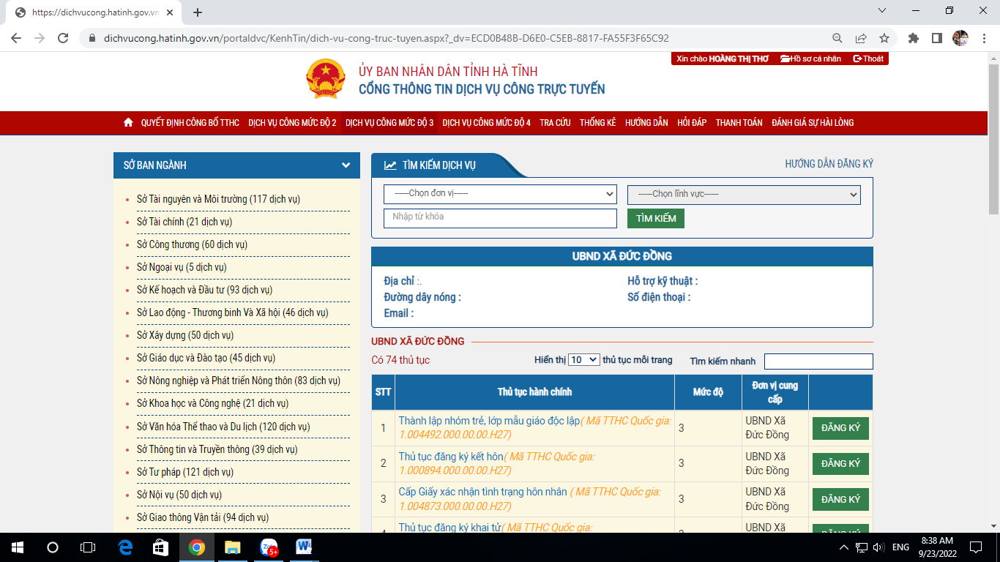 https://dichvucong.hatinh.gov.vn
dichvucong.hatinh.gov.vn/portaldvc/KenhTin/dich-vu-cong-truc-tuyen.aspx?_dv=ECD0B48B-D6E0-C5EB-8817-FA55F3F65C92
Xin chào HOÀNG THỊ THƠ Hồ sơ cá nhân Thoát
ỦY BAN NHÂN DÂN TỈNH HÀ TĨNH
CỔNG THÔNG TIN DỊCH VỤ CÔNG TRỰC TUYẾN
QUYẾT ĐỊNH CÔNG BỐ TTHC DỊCH VỤ CÔNG MỨC ĐỘ 2 DỊCH VỤ CÔNG MỨC ĐỘ 3 DỊCH VỤ CÔNG MỨC ĐỘ 4 TRA CỨU THỐNG KÊ HƯỚNG DẪN HỎI ĐÁP THANH TOÁN ĐÁNH GIÁ SỰ HÀI LÒNG
SỞ BAN NGÀNH
Sở Tài nguyên và Môi trường (117 dịch vụ)
Sở Tài chính (21 dịch vụ)
Sở Công thương (60 dịch vụ)
Sở Ngoại vụ (5 dịch vụ)
Sở Kế hoạch và Đầu tư (93 dịch vụ)
Sở Lao động - Thương binh Và Xã hội (46 dịch vụ)
Sở Xây dựng (50 dịch vụ)
Sở Giáo dục và Đào tạo (45 dịch vụ)
Sở Nông nghiệp và Phát triển Nông thôn (83 dịch vụ)
Sở Khoa học và Công nghệ (21 dịch vụ)
Sở Văn hóa Thể thao và Du lịch (120 dịch vụ)
Sở Thông tin và Truyền thông (39 dịch vụ)
Sở Tư pháp (121 dịch vụ)
Sở Nội vụ (50 dịch vụ)
Sở Giao thông Vận tải (94 dịch vụ)
TÌM KIẾM DỊCH VỤ
HƯỚNG DẪN ĐĂNG KÝ
------Chọn đơn vị------ ------Chọn lĩnh vực------
Nhập từ khóa TÌM KIẾM
UBND XÃ ĐỨC ĐỒNG
Địa chỉ :. Hỗ trợ kỹ thuật :
Đường dây nóng : Số điện thoại :
Email :
UBND XÃ ĐỨC ĐỒNG
Có 74 thủ tục Hiển thị 10 thủ tục mỗi trang Tìm kiếm nhanh
STT Thủ tục hành chính Mức độ Đơn vị cung
cấp
1 Thành lập nhóm trẻ, lớp mẫu giáo độc lập( Mã TTHC Quốc gia: 3 UBND Xã ĐĂNG KÝ
1.004492.000.00.00.H27) Đức Đồng
2 Thủ tục đăng ký kết hôn( Mã TTHC Quốc gia: 3 UBND Xã ĐĂNG KÝ
1.000894.000.00.00.H27) Đức Đồng
3 Cấp Giấy xác nhận tình trạng hôn nhân ( Mã TTHC Quốc gia: 3 UBND Xã ĐĂNG KÝ
1.004873.000.00.00.H27) Đức Đồng
Thủ tục đăng ký khai tử( Mã TTHC Quốc gia: UBND Xã
5+
ENG
8:38 AM
9/23/2022